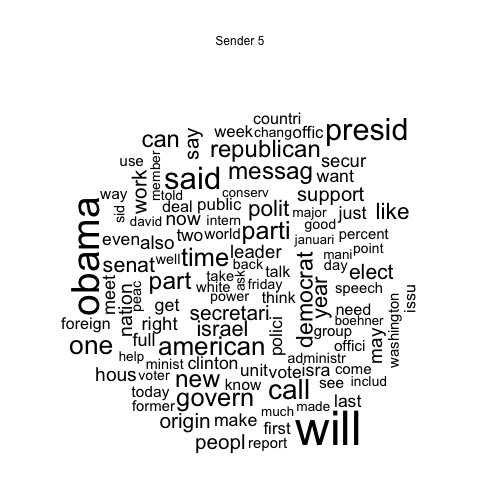 Sender 5
countri
week chang offic presid
can say
republican
use member secur
work said messag want
told conserv support
way deal public polit major just like
obama sid david now intern parti good
two world januari percent
even also leader mani point
senat well time back day elect
meet peac part take ask talk democrat year speech issu
white friday
nation get power think need
foreign secretari boehner washington
right israel polici group
one full american offici may
help minist clinton administr
hous voter unit vote isra come
new know call see includ
today govern last
former much made
origin make first will
peopl report